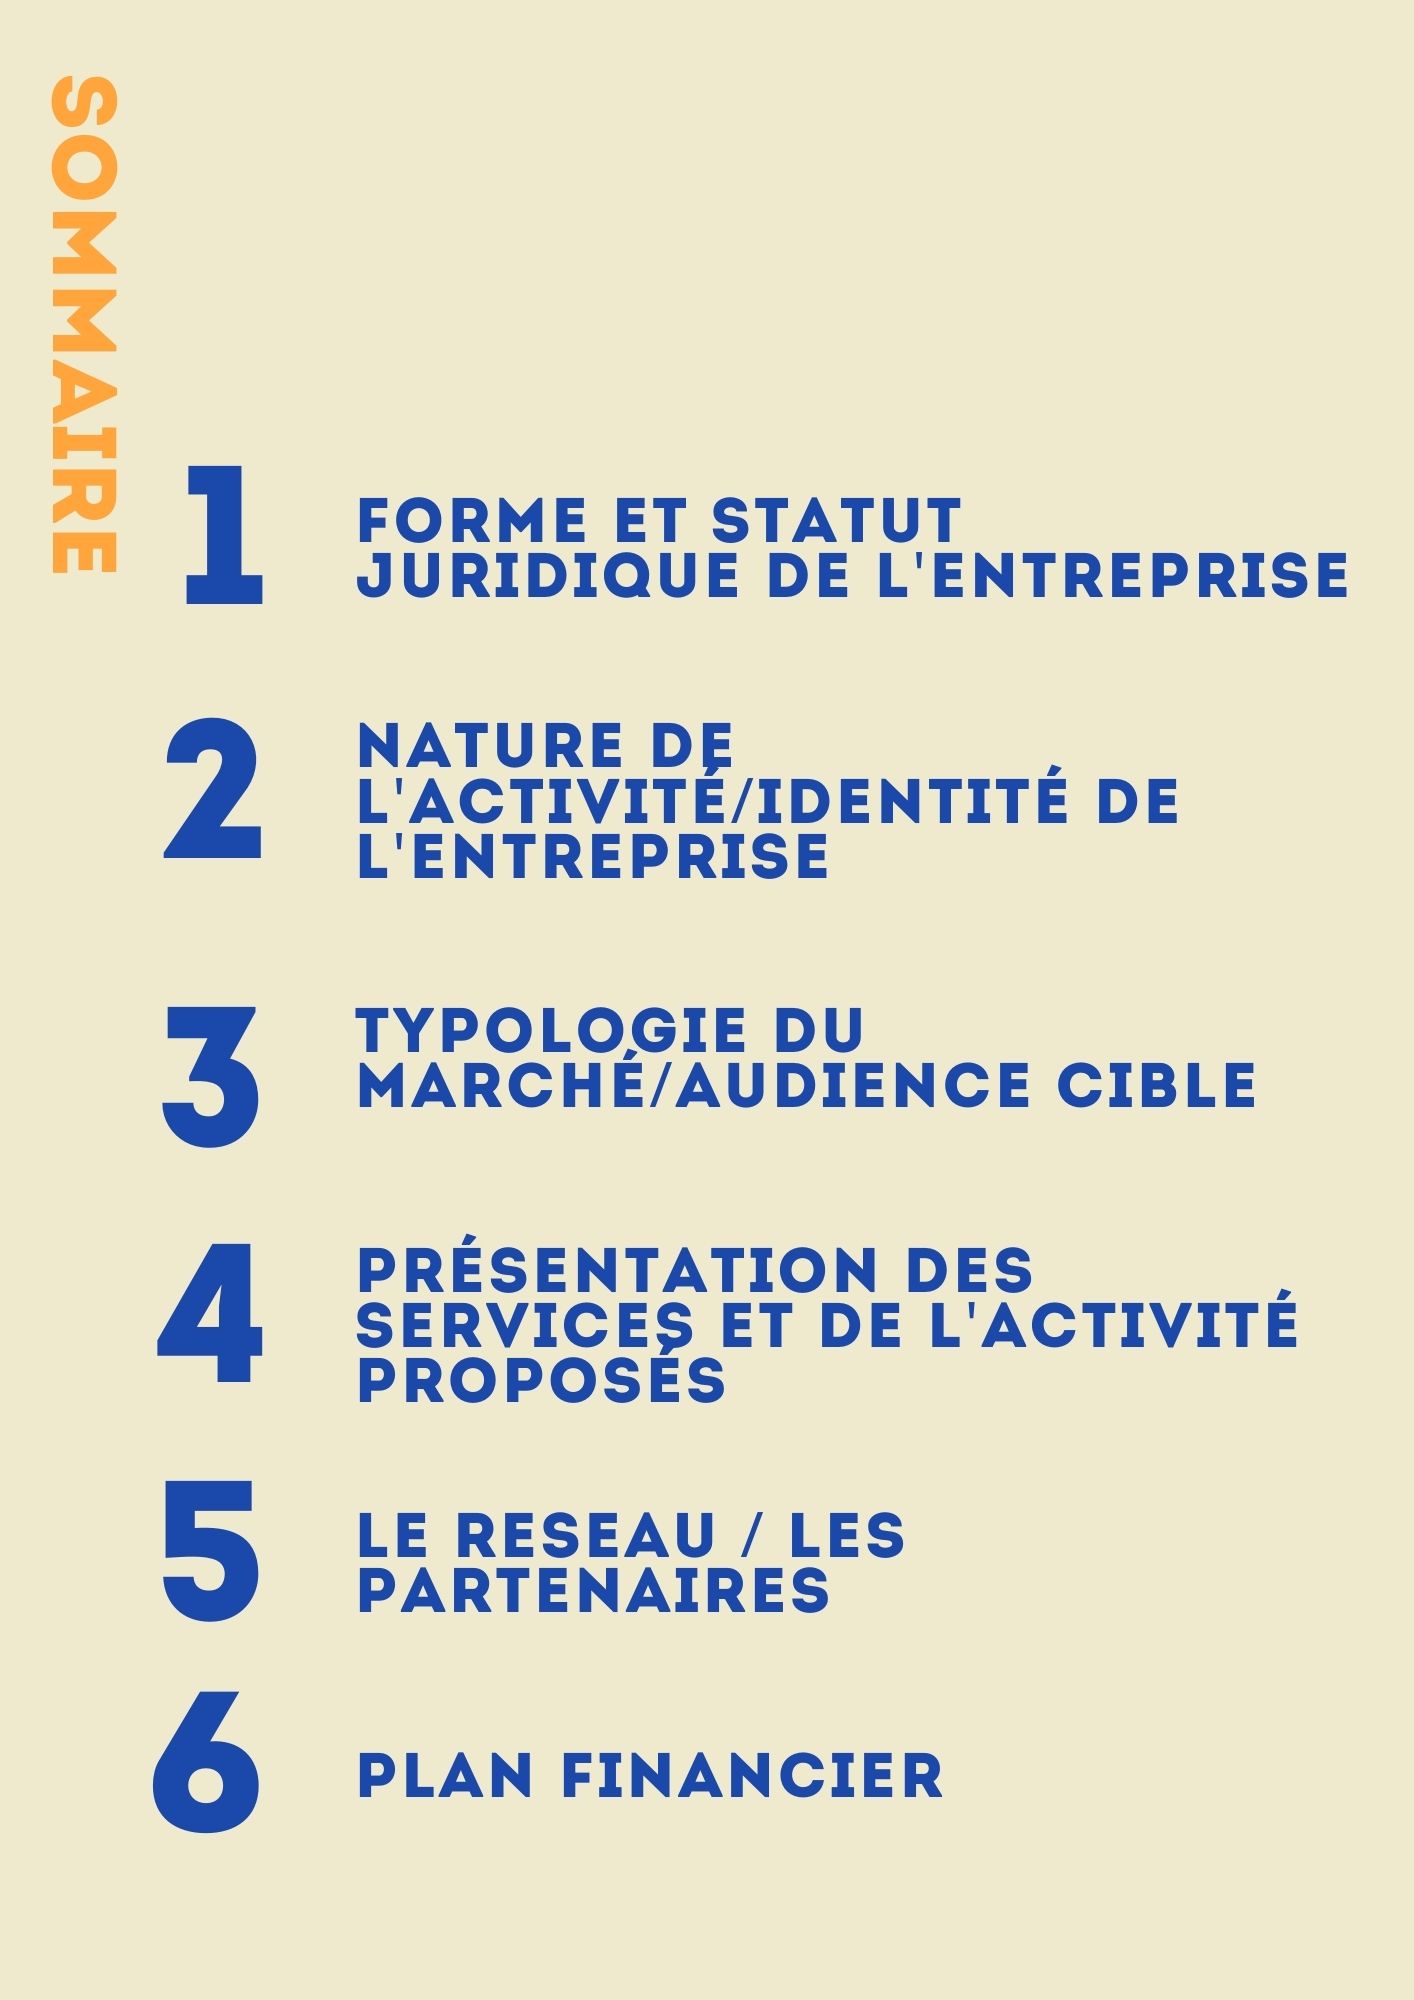 SOMMAIRE
1
FORME ET STATUT
JURIDIQUE DE L'ENTREPRISE
2
NATURE DE
L'ACTIVITÉ/IDENTITÉ DE
L'ENTREPRISE
3
TYPOLOGIE DU
MARCHÉ/AUDIENCE CIBLE
4
PRÉSENTATION DES
SERVICES ET DE L'ACTIVITÉ
PROPOSÉS
5
LE RESEAU / LES
PARTENAIRES
6
PLAN FINANCIER